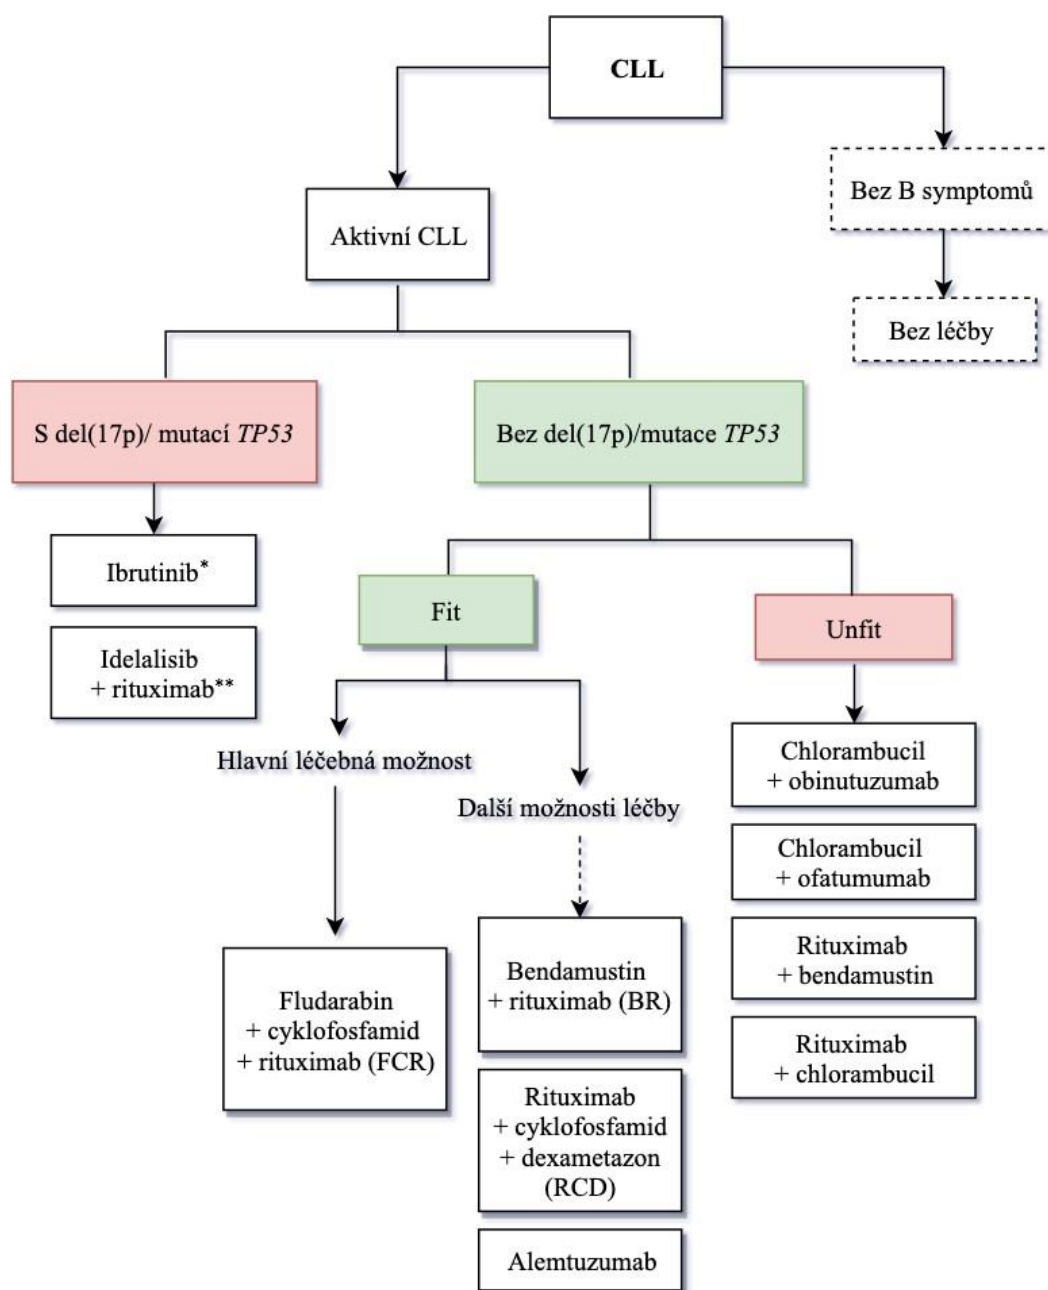 CLL
Bez B symptomů
Aktivní CLL
Bez léčby
S del(17p)/ mutací TP53
Bez del(17p)/mutace TP53
Ibrutinib*
Idelalisib
+ rituximab**
Fit
Unfit
Hlavní léčebná možnost
Další možnosti léčby
Fludarabin
+ cyklofosfamid
+ rituximab (FCR)
Bendamustin
+ rituximab (BR)
Rituximab
+ cyklofosfamid
+ dexametazon
(RCD)
Alemtuzumab
Chlorambucil
+ obinutuzumab
Chlorambucil
+ ofatumumab
Rituximab
+ bendamustin
Rituximab
+ chlorambucil